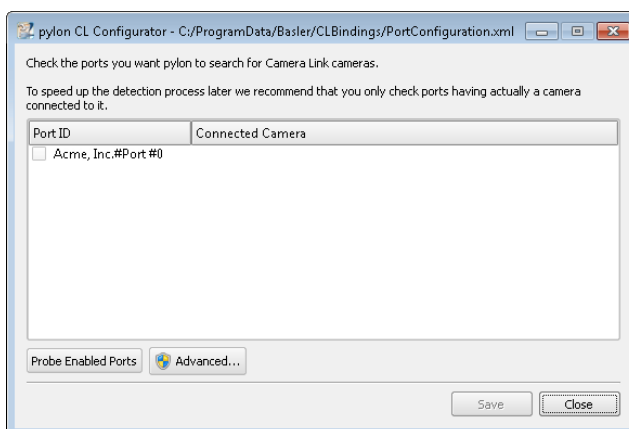 pylon CL Configurator - C:/ProgramData/Basler/CLBindings/PortConfiguration.xml
Check the ports you want pylon to search for Camera Link cameras.
To speed up the detection process later we recommend that you only check ports having actually a camera
connected to it.
Port ID Connected Camera
Acme, Inc.#Port #0
Probe Enabled Ports Advanced...
Save Close